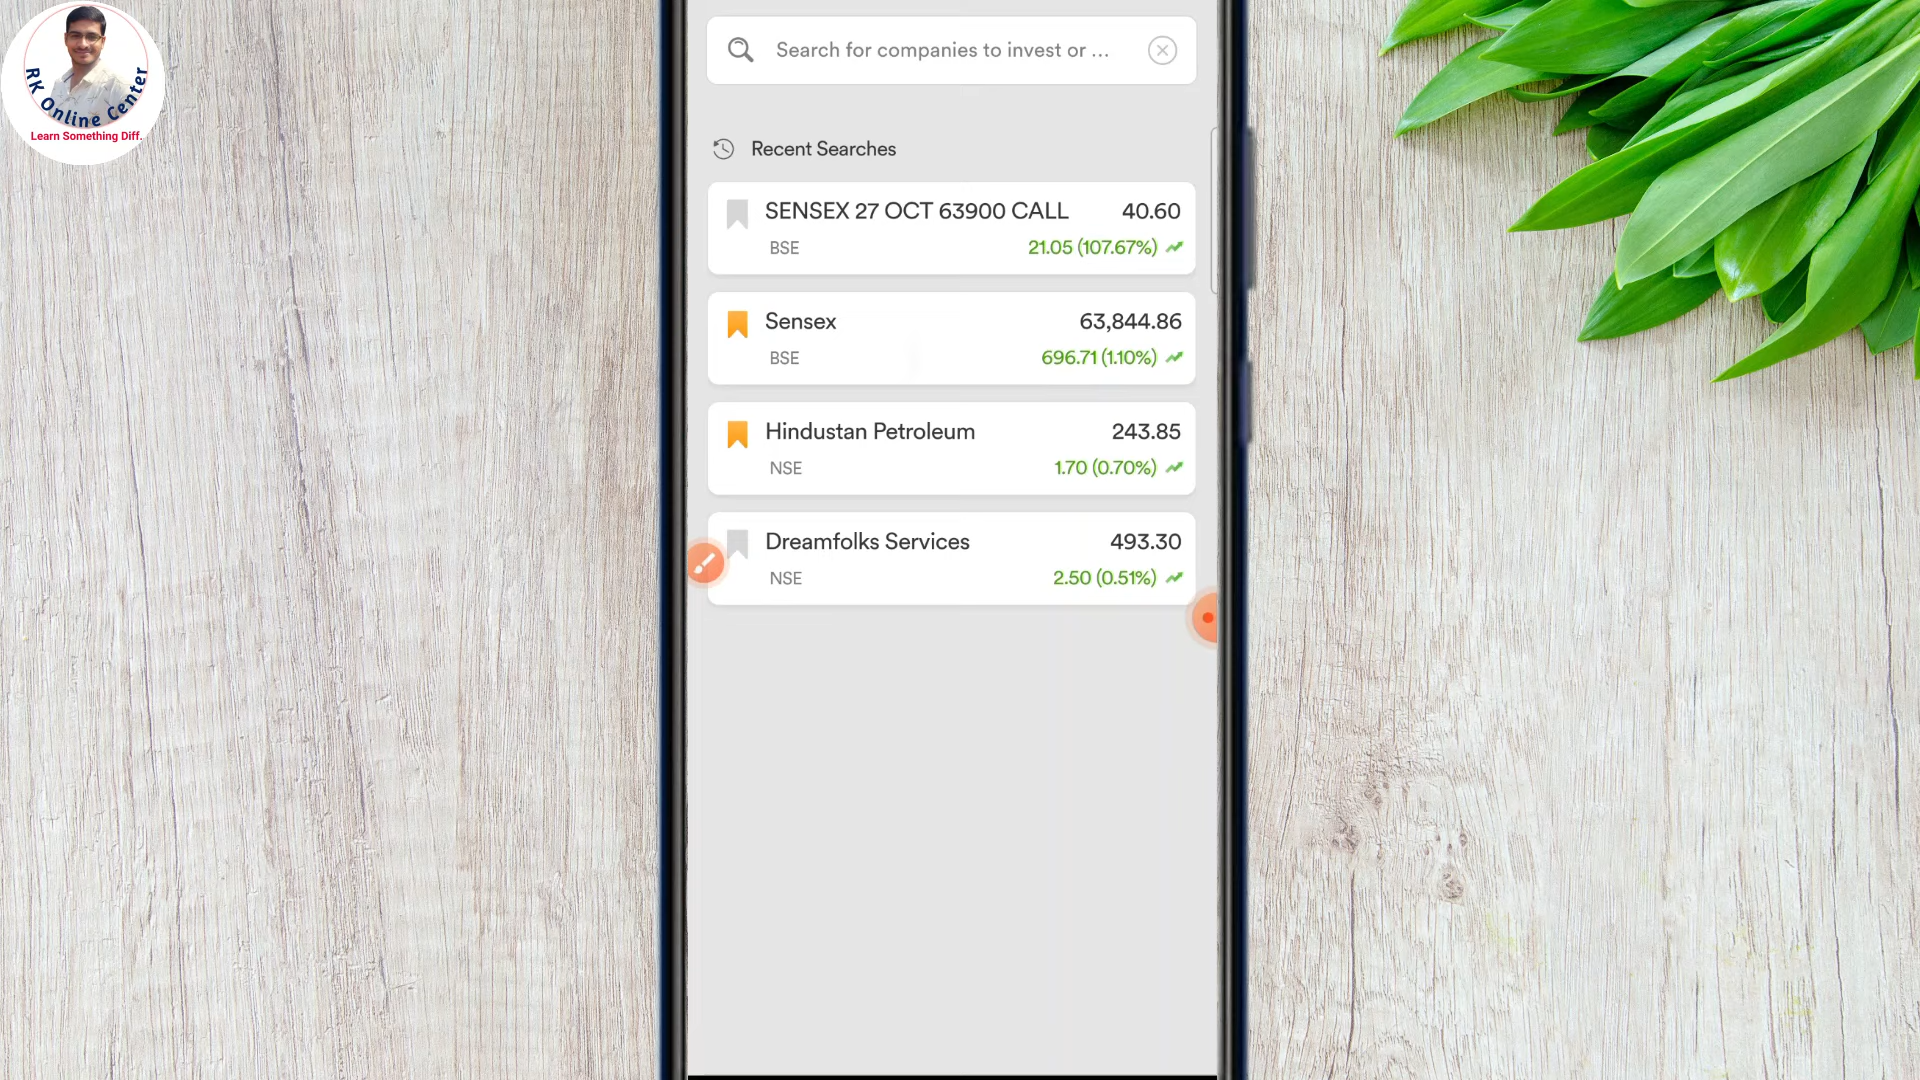 RK Online Center
Learn Something Diff.
Search for companies to invest or ...
Recent Searches
SENSEX 27 OCT 63900 CALL 40.60
BSE 21.05 (107.67%)
Sensex 63,844.86
BSE 696.71 (1.10%)
Hindustan Petroleum 243.85
NSE 1.70 (0.70%)
Dreamfolks Services 493.30
NSE 2.50 (0.51%)